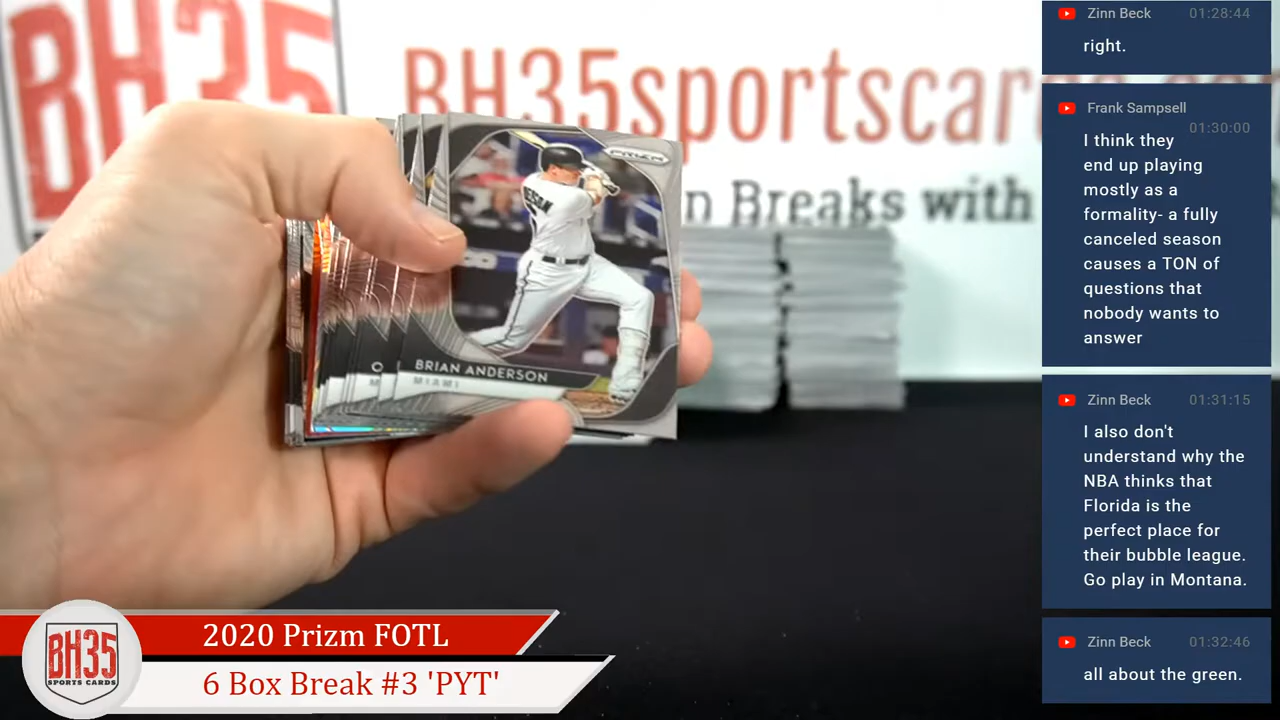 BH35
BH35sportscar
n Breaks with
PRIZM
BRIAN ANDERSON
MIAMI
Zinn Beck 01:28:44
right.
Frank Sampsell
01:30:00
I think they
end up playing
mostly as a
formality- a fully
canceled season
causes a TON of
questions that
nobody wants to
answer
Zinn Beck 01:31:15
I also don't
understand why the
NBA thinks that
Florida is the
perfect place for
their bubble league.
Go play in Montana.
Zinn Beck 01:32:46
all about the green.
BH35
SPORTS CARDS
2020 Prizm FOTL
6 Box Break #3 'PYT'